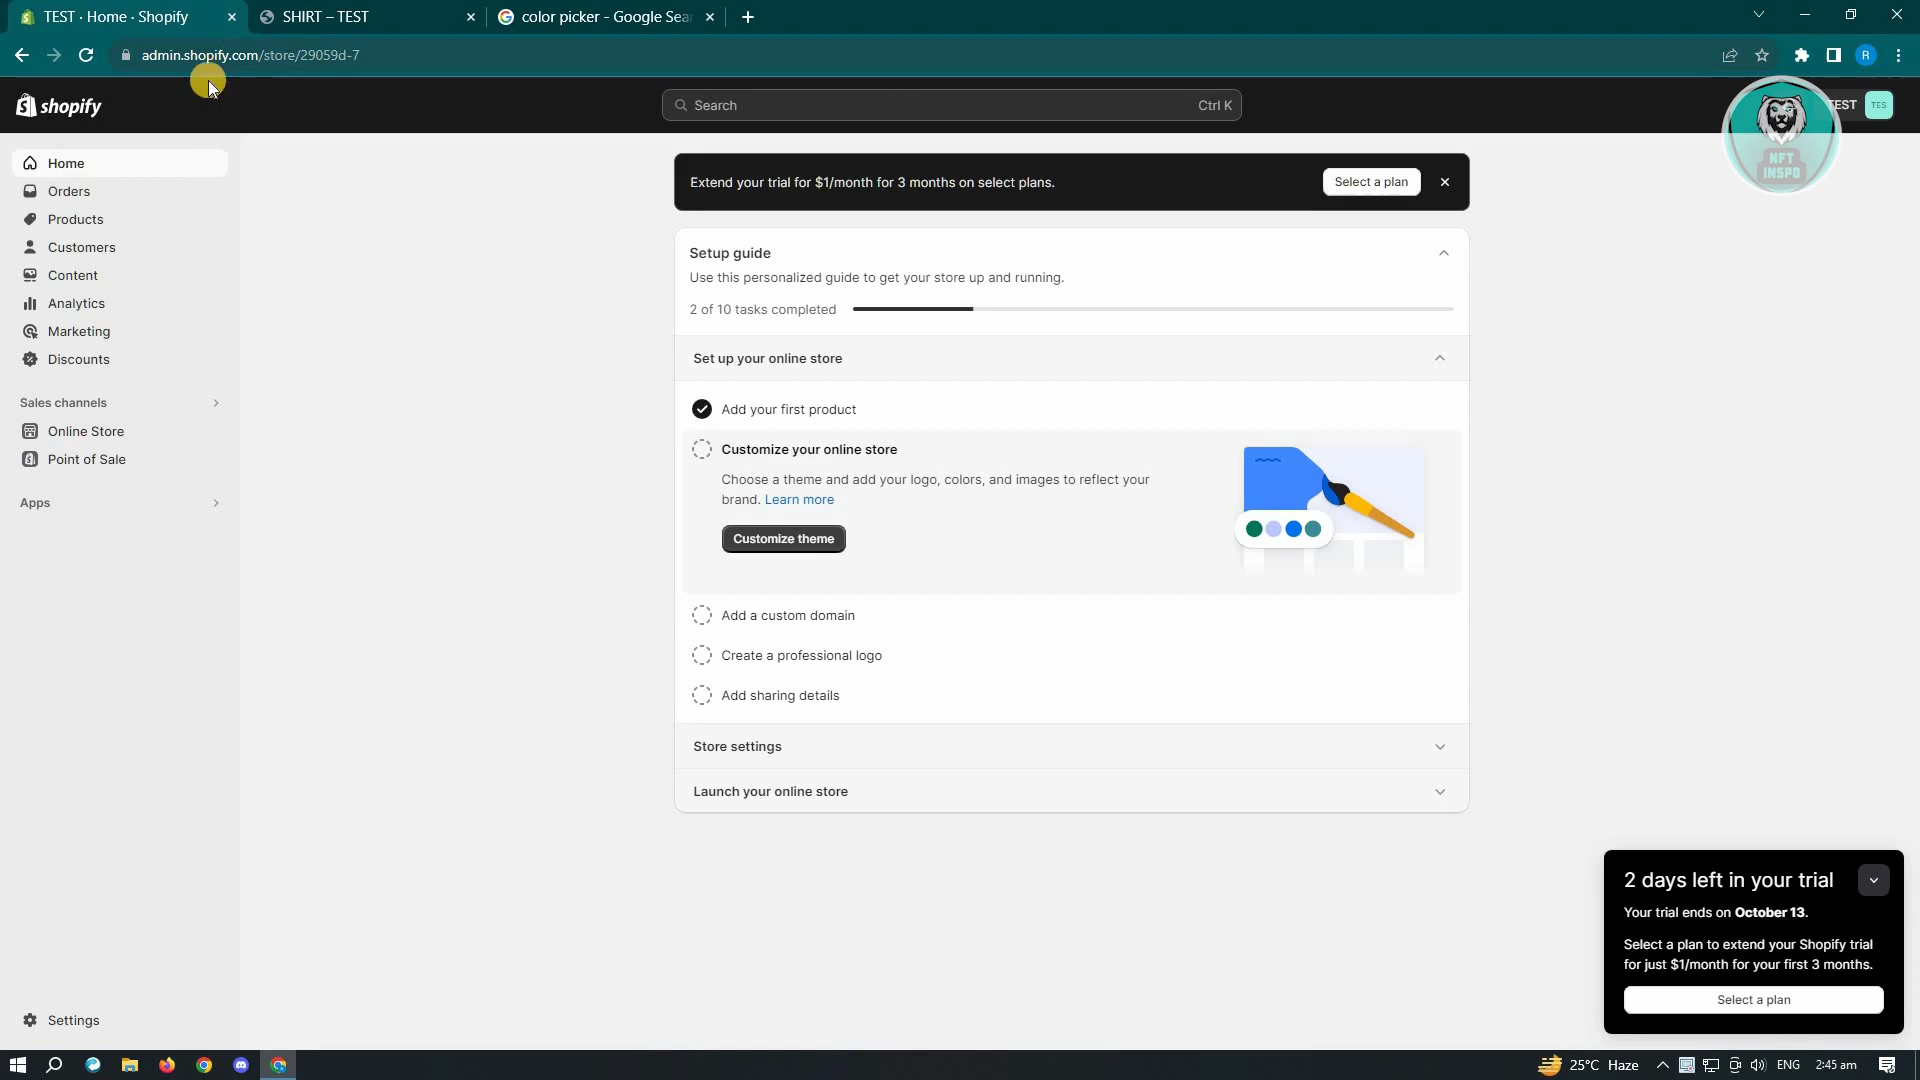 TEST · Home · Shopify
SHIRT – TEST
color picker - Google Sear
admin.shopify.com/store/29059d-7
R
shopify
Search
Ctrl K
TEST
TES
NFT
INSPO
Home
Orders
Products
Customers
Content
Analytics
Marketing
Discounts
Sales channels
Online Store
Point of Sale
Apps
Settings
Extend your trial for $1/month for 3 months on select plans.
Select a plan
Setup guide
Use this personalized guide to get your store up and running.
2 of 10 tasks completed
Set up your online store
Add your first product
Customize your online store
Choose a theme and add your logo, colors, and images to reflect your
brand. Learn more
Customize theme
Add a custom domain
Create a professional logo
Add sharing details
Store settings
Launch your online store
2 days left in your trial
Your trial ends on October 13.
Select a plan to extend your Shopify trial
for just $1/month for your first 3 months.
Select a plan
25°C Haze
ENG
2:45 am